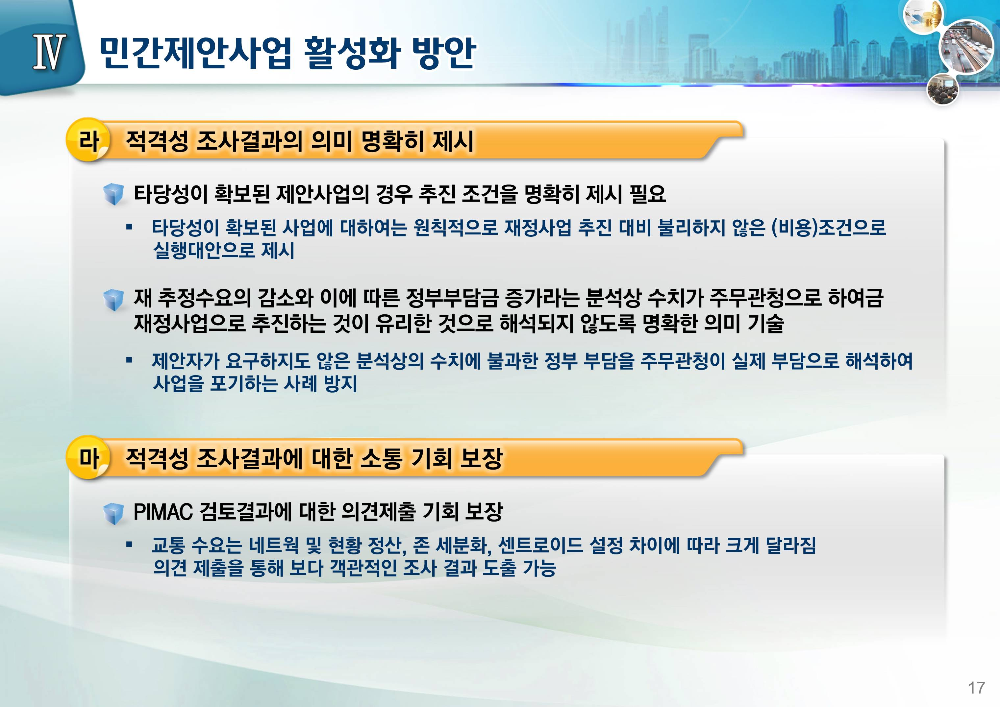 Ⅳ 민간제안사업 활성화 방안
라 적격성 조사결과의 의미 명확히 제시
타당성이 확보된 제안사업의 경우 추진 조건을 명확히 제시 필요
▪ 타당성이 확보된 사업에 대하여는 원칙적으로 재정사업 추진 대비 불리하지 않은 (비용)조건으로
실행대안으로 제시
재 추정수요의 감소와 이에 따른 정부부담금 증가라는 분석상 수치가 주무관청으로 하여금
재정사업으로 추진하는 것이 유리한 것으로 해석되지 않도록 명확한 의미 기술
▪ 제안자가 요구하지도 않은 분석상의 수치에 불과한 정부 부담을 주무관청이 실제 부담으로 해석하여
사업을 포기하는 사례 방지
마 적격성 조사결과에 대한 소통 기회 보장
PIMAC 검토결과에 대한 의견제출 기회 보장
▪ 교통 수요는 네트웍 및 현황 정산, 존 세분화, 센트로이드 설정 차이에 따라 크게 달라짐
의견 제출을 통해 보다 객관적인 조사 결과 도출 가능
17